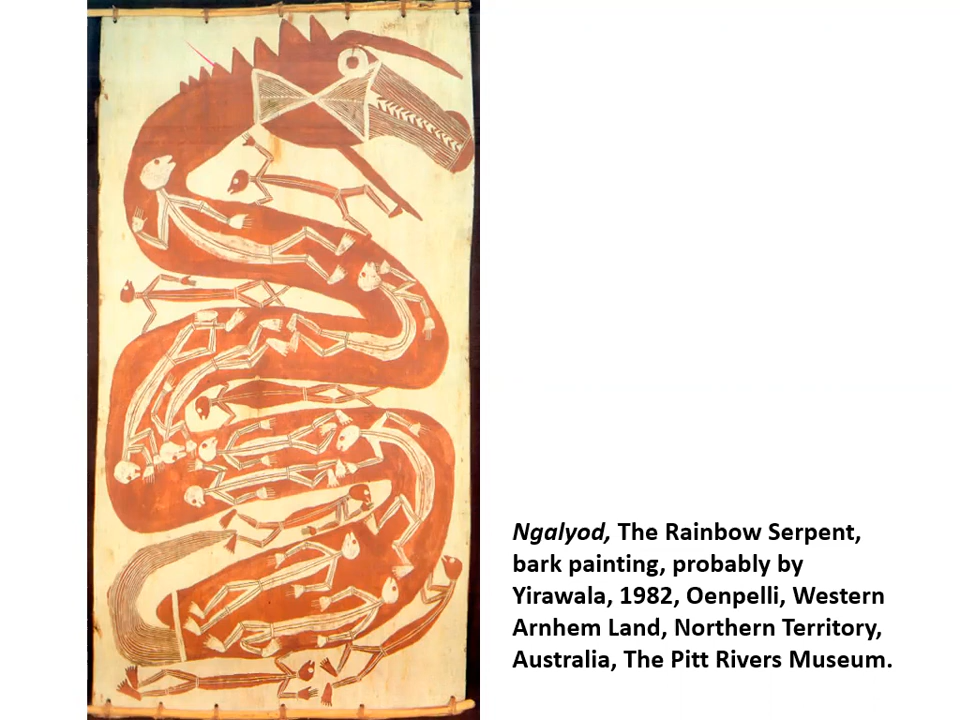 Ngalyod, The Rainbow Serpent,
bark painting, probably by
Yirawala, 1982, Oenpelli, Western
Arnhem Land, Northern Territory,
Australia, The Pitt Rivers Museum.